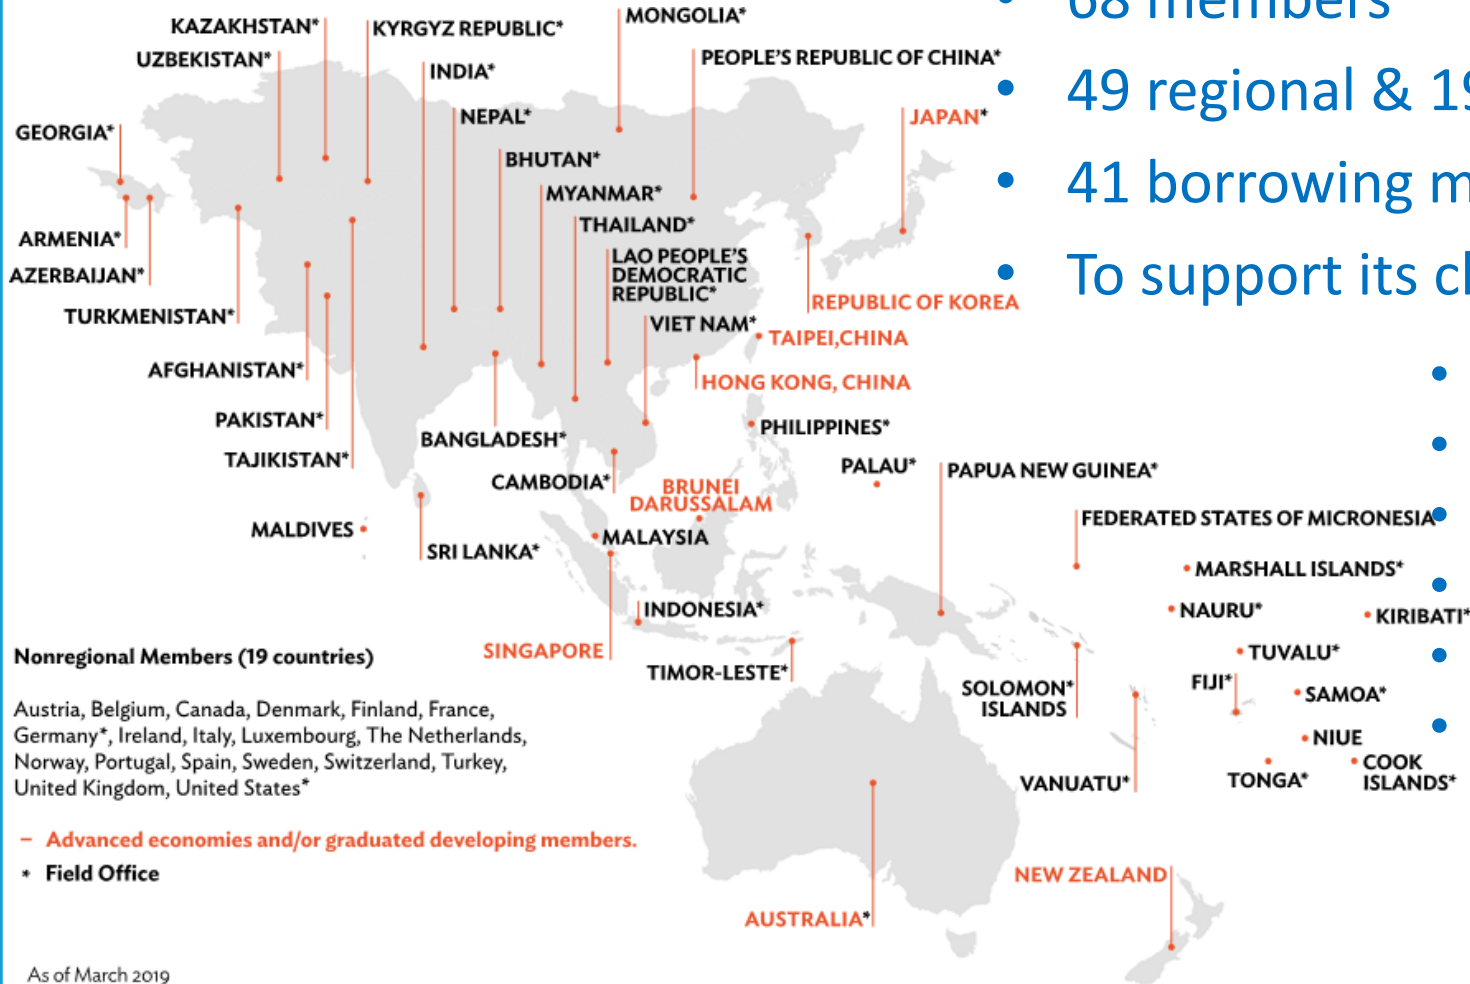 68 members
49 regional & 19
41 borrowing m
To support its cl
KAZAKHSTAN*
KYRGYZ REPUBLIC*
MONGOLIA*
UZBEKISTAN*
INDIA*
PEOPLE'S REPUBLIC OF CHINA*
GEORGIA*
NEPAL*
JAPAN*
BHUTAN*
MYANMAR*
THAILAND*
ARMENIA*
LAO PEOPLE'S
DEMOCRATIC
REPUBLIC*
AZERBAIJAN*
REPUBLIC OF KOREA
TURKMENISTAN*
VIET NAM*
TAIPEI,CHINA
AFGHANISTAN*
HONG KONG, CHINA
PAKISTAN*
BANGLADESH*
PHILIPPINES*
TAJIKISTAN*
CAMBODIA*
BRUNEI
DARUSSALAM
PALAU*
PAPUA NEW GUINEA*
MALDIVES
SRI LANKA*
MALAYSIA
FEDERATED STATES OF MICRONESIA*
MARSHALL ISLANDS*
INDONESIA*
NAURU*
KIRIBATI*
SINGAPORE
TIMOR-LESTE*
TUVALU*
SOLOMON*
ISLANDS
FIJI*
SAMOA*
NIUE
VANUATU*
TONGA*
COOK
ISLANDS*
NEW ZEALAND
AUSTRALIA*
Nonregional Members (19 countries)
Austria, Belgium, Canada, Denmark, Finland, France,
Germany*, Ireland, Italy, Luxembourg, The Netherlands,
Norway, Portugal, Spain, Sweden, Switzerland, Turkey,
United Kingdom, United States*
– Advanced economies and/or graduated developing members.
* Field Office
As of March 2019